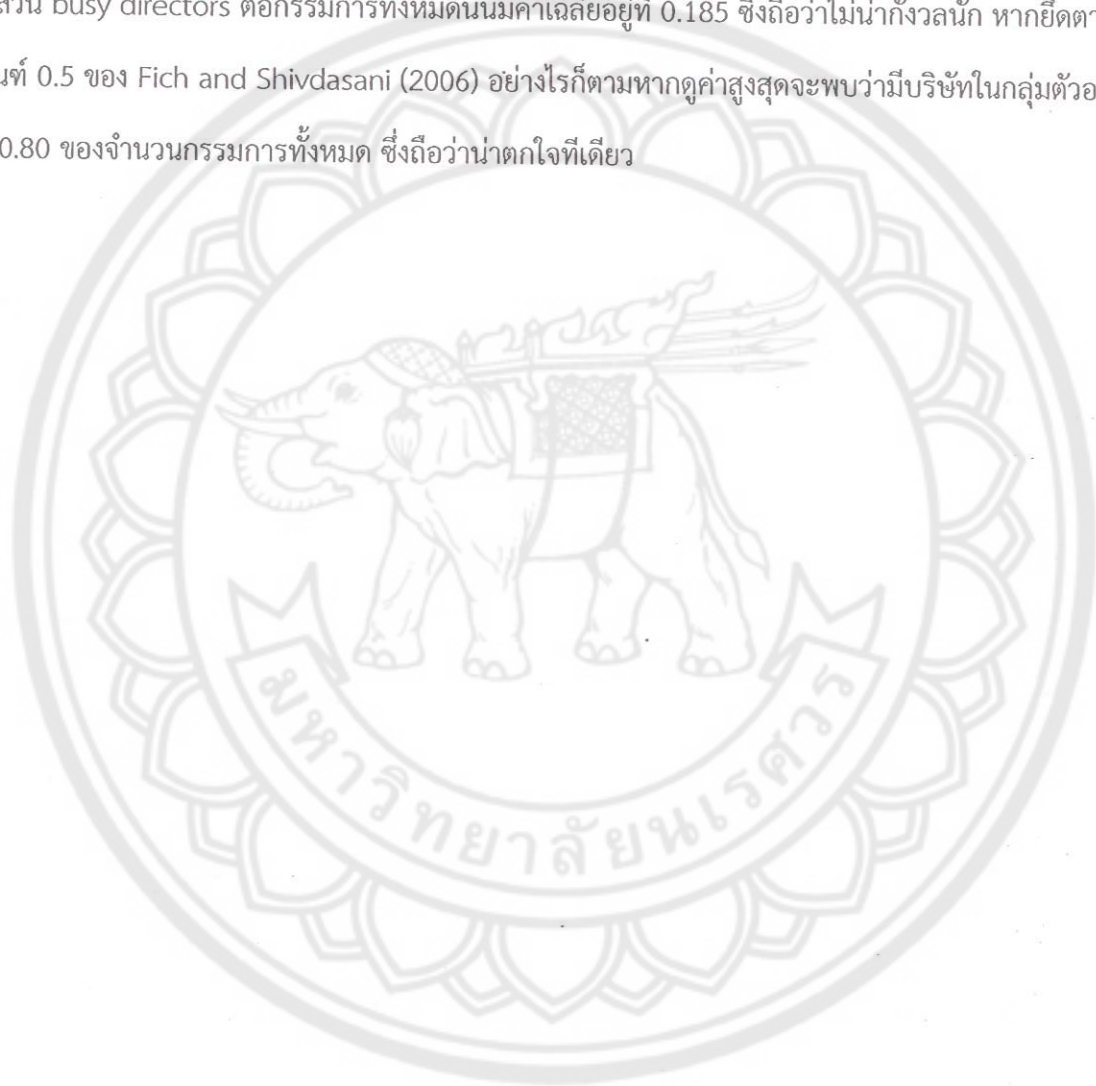 ส่วน busy directors ต่อกรรมการทั้งหมดนั้นมีค่าเฉลี่ยอยู่ที่ 0.185 ซึ่งถือว่าไม่น่ากังวลนัก หากยึดตา
0.5 ของ Fich and Shivdasani (2006) อย่างไรก็ตามหากดูค่าสูงสุดจะพบว่ามีบริษัทในกลุ่มตัวอ
0.80 ของจำนวนกรรมการทั้งหมด ซึ่งถือว่าน่าตกใจทีเดียว
มหาวิทยาลัยนเรศวร